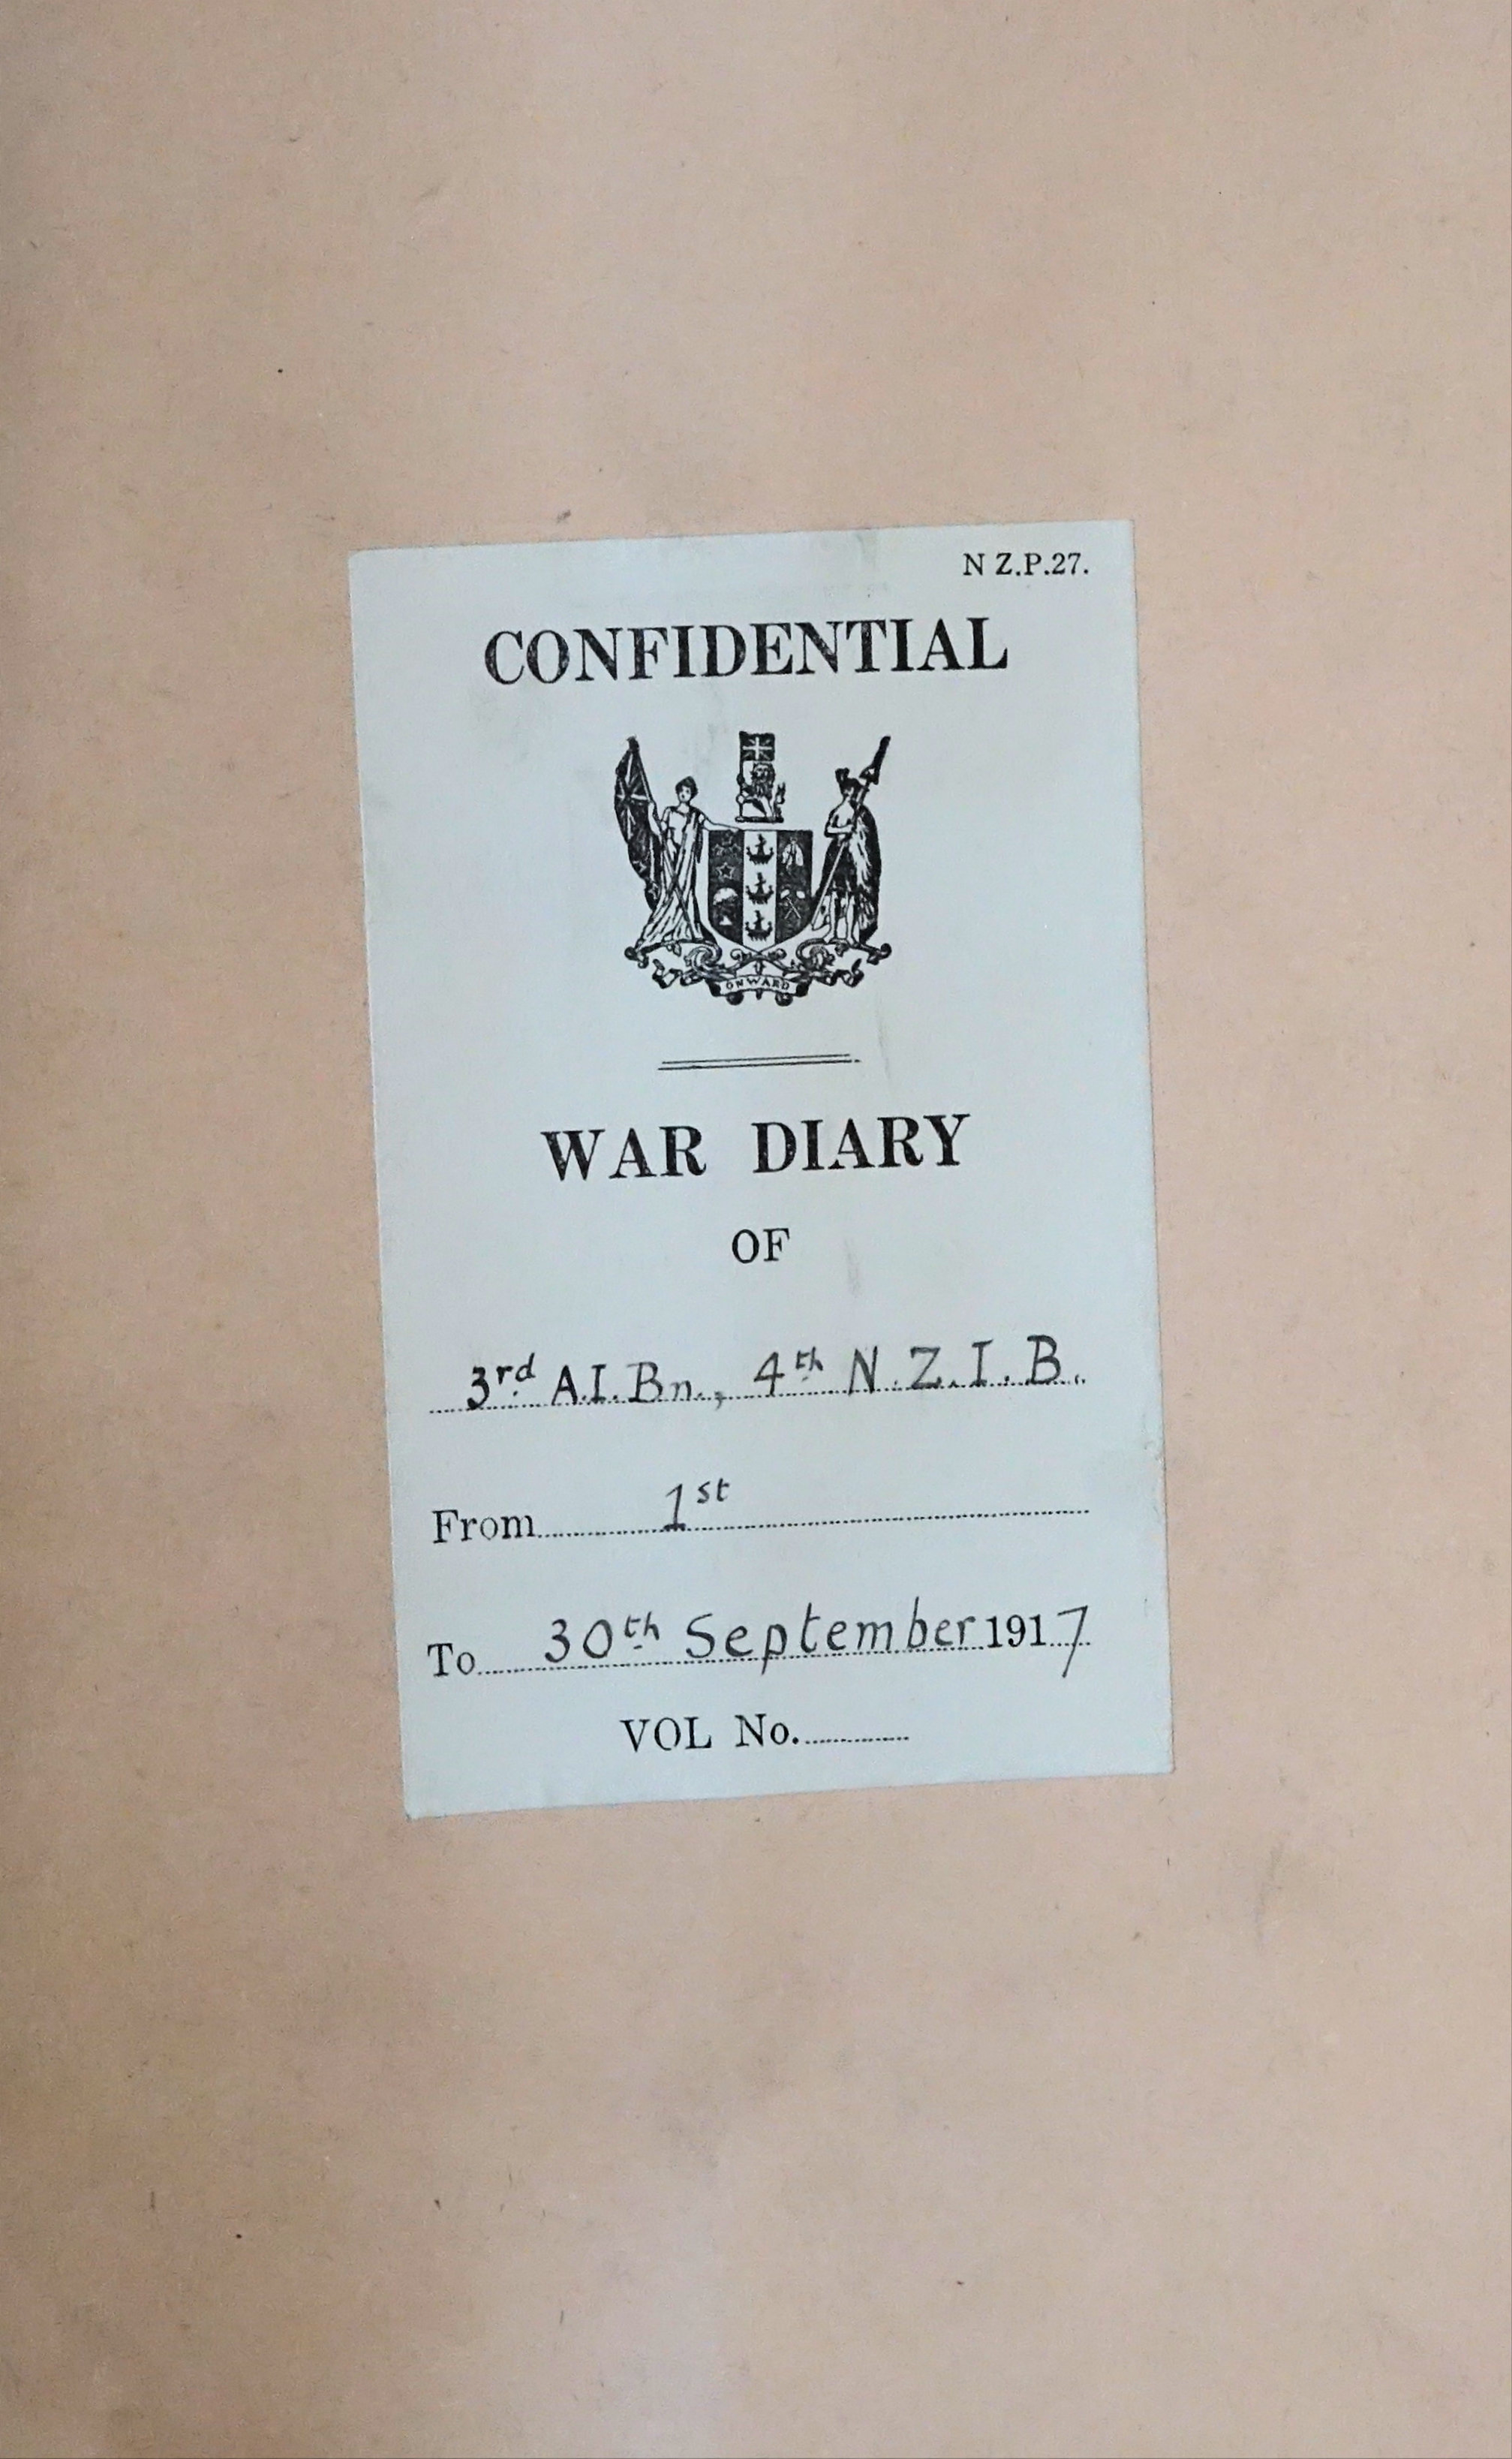 N Z.P.27.
CONFIDENTIAL
ONWARD
WAR DIARY
OF
3rd A.I.Bn., 4th N.Z.I.B.
From 1st
To 30th September 1917
VOL No.